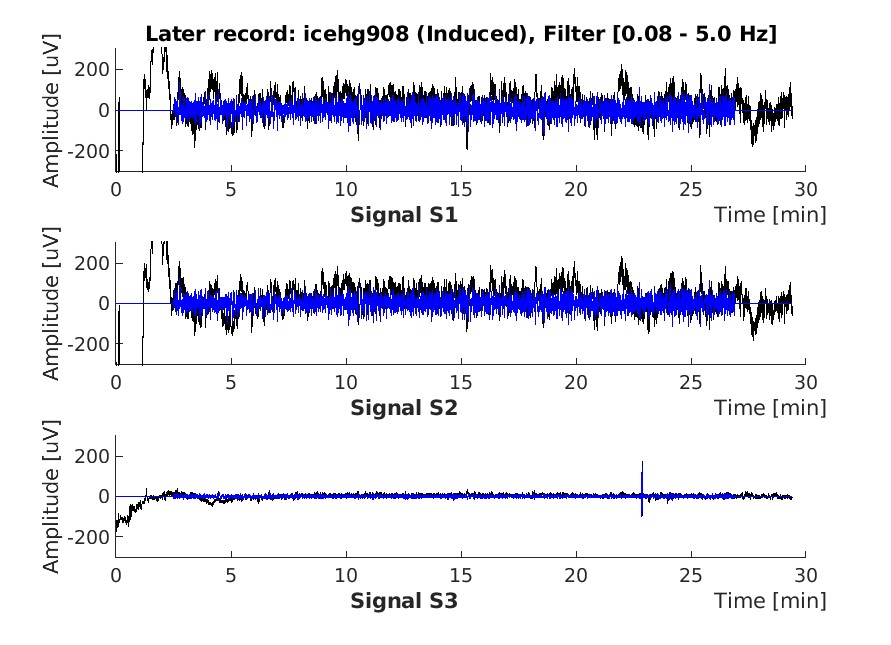 Later record: icehg908 (Induced), Filter [0.08 - 5.0 Hz]
Amplitude [uV]
200
0
-200
0 5 10 15 20 25 30
Signal S1
Time [min]
Amplitude [uV]
200
0
-200
0 5 10 15 20 25 30
Signal S2
Time [min]
Amplitude [uV]
200
0
-200
0 5 10 15 20 25 30
Signal S3
Time [min]